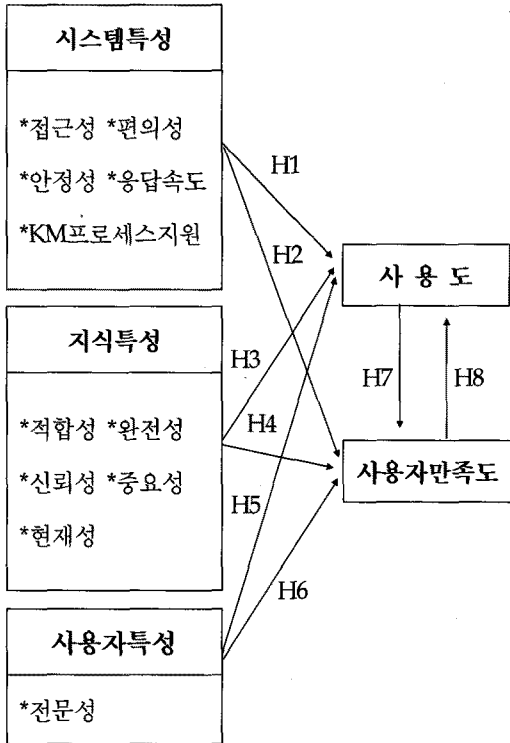 시스템특성
*접근성 *편의성
*안정성 *응답속도
*KM프로세스지원
지식특성
*적합성 *완전성
*신뢰성 *중요성
*현재성
사용자특성
*전문성
H1
H2
H3
H4
H5
H6
사 용 도
H7
H8
사용자만족도